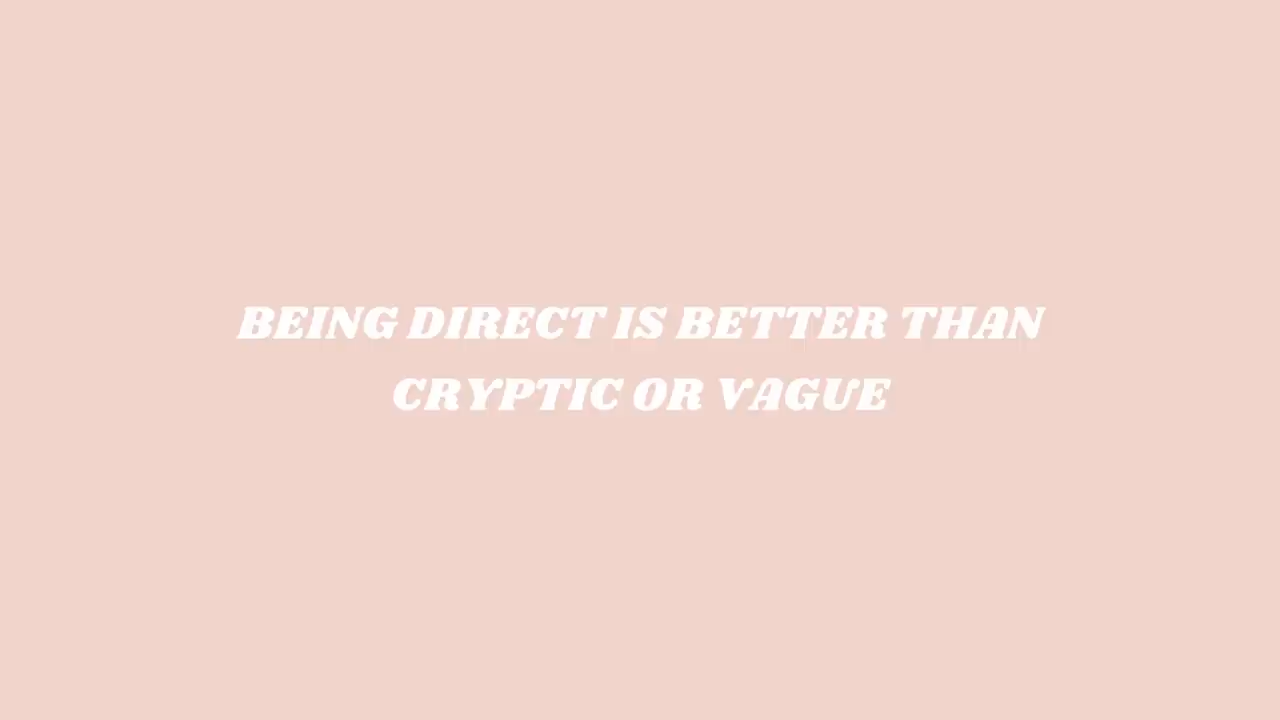 BEING DIRECT IS BETTER THAN
CRYPTIC OR VAGUE